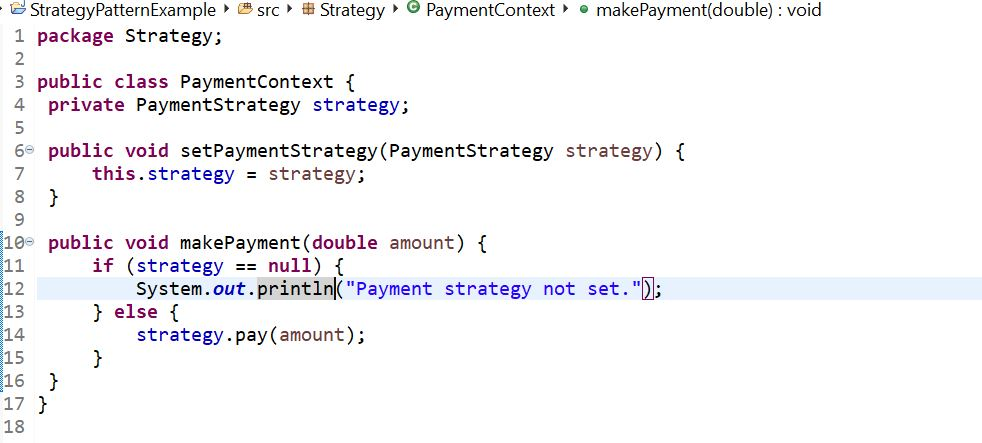 StrategyPatternExample src Strategy PaymentContext makePayment(double) : void
1 package Strategy;
2
3 public class PaymentContext {
4 private PaymentStrategy strategy;
5
6 public void setPaymentStrategy(PaymentStrategy strategy) {
7 this.strategy = strategy;
8 }
9
10 public void makePayment(double amount) {
11 if (strategy == null) {
12 System.out.println("Payment strategy not set.");
13 } else {
14 strategy.pay(amount);
15 }
16 }
17 }
18